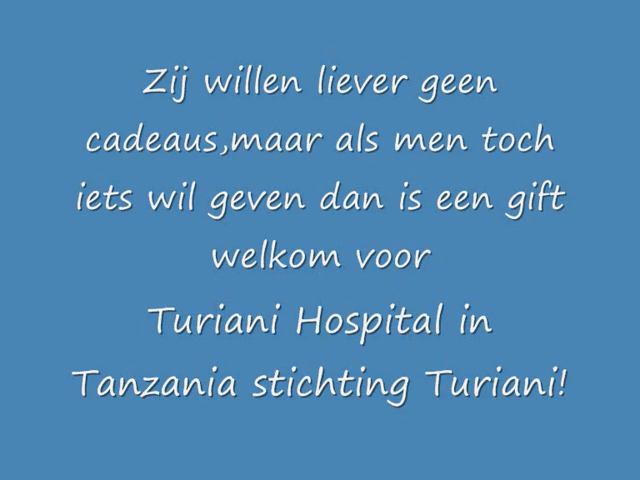 Zij willen liever geen
cadeaus,maar als men toch
iets wil geven dan is een gift
welkom voor
Turiani Hospital in
Tanzania stichting Turiani!